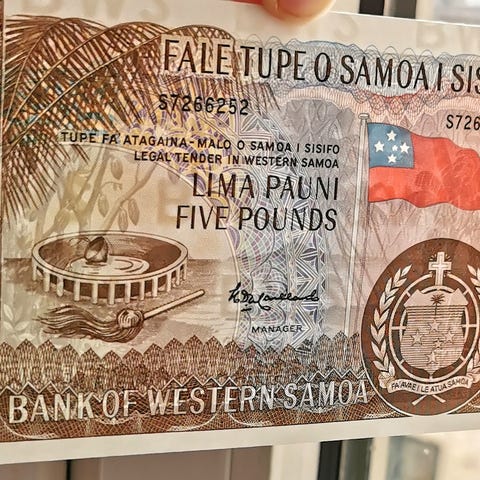 FALE TUPE O SAMOA I SIS
S7266252
S726
TUPE FA'ATAGAINA-MALO O SAMOA I SISIFO
LEGAL TENDER IN WESTERN SAMOA
LIMA PAUNI
FIVE POUNDS
MANAGER
FA'AVAE I LE ATUA SAMOA
BANK OF WESTERN SAMOA